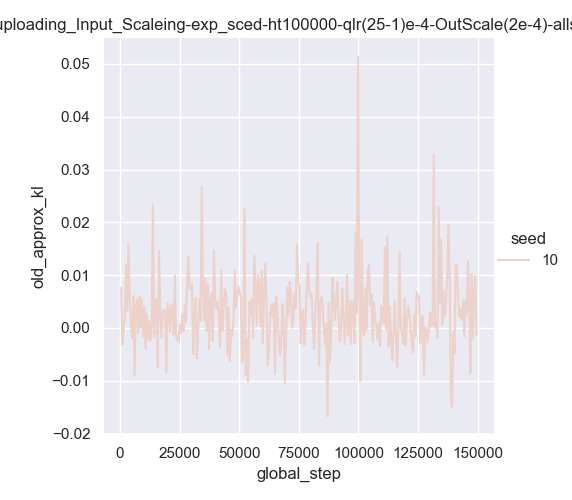 uploading_Input_Scaleing-exp_sced-ht100000-qlr(25-1)e-4-OutScale(2e-4)-alls
0.05
0.04
0.03
0.02
0.01
0.00
−0.01
−0.02
old_approx_kl
0 25000 50000 75000 100000 125000 150000
global_step
seed
10